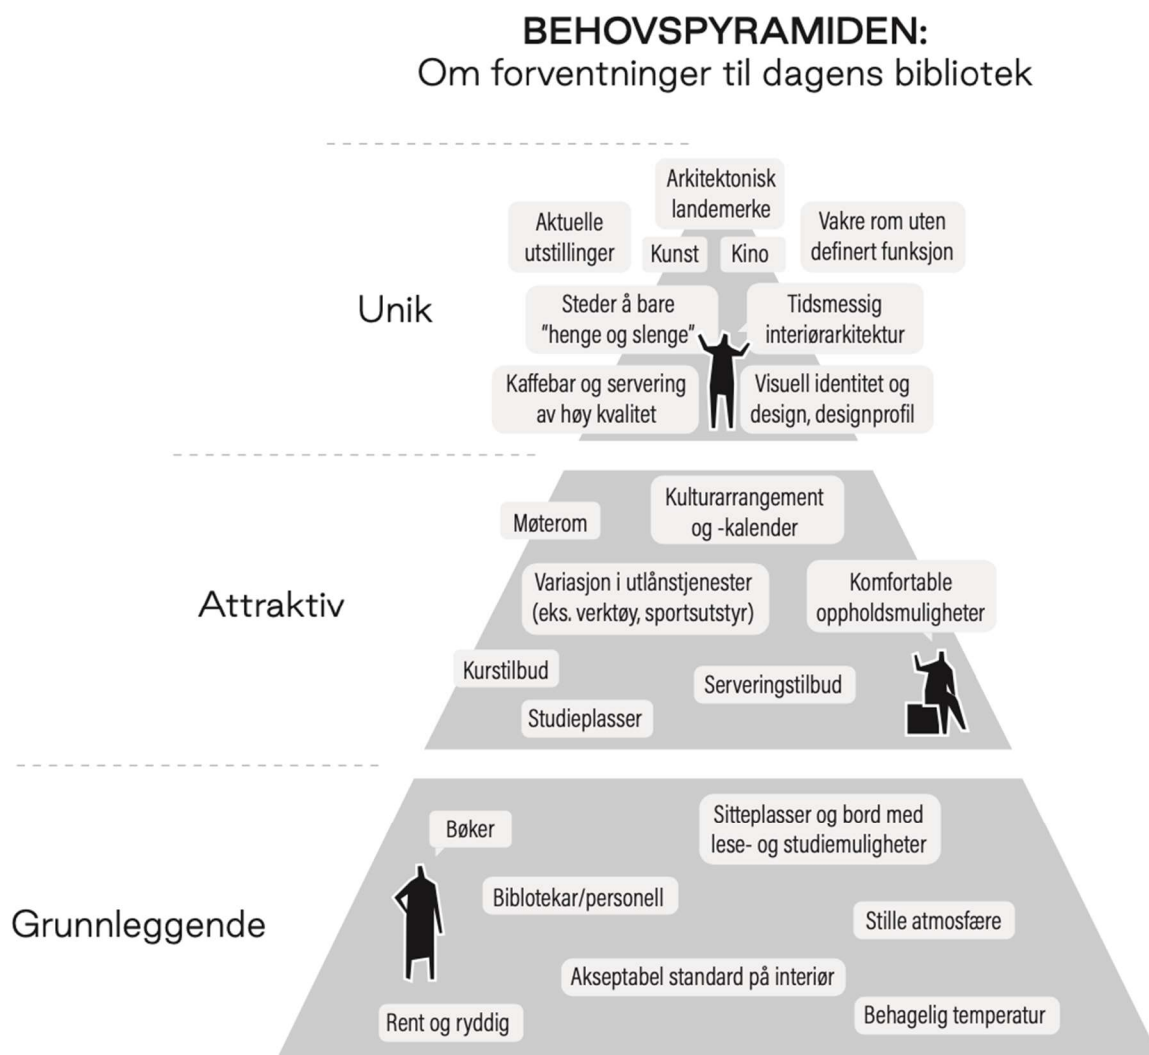 BEHOVSPYRAMIDEN:
Om forventninger til dagens bibliotek
Arkitektonisk
landemerke
Aktuelle
utstillinger
Kunst
Kino
Vakre rom uten
definert funksjon
Unik
Steder å bare
"henge og slenge"
Tidsmessig
interiørarkitektur
Kaffebar og servering
av høy kvalitet
Visuell identitet og
design, designprofil
Møterom
Kulturarrangement
og -kalender
Attraktiv
Variasjon i utlånstjenester
(eks. verktøy, sportsutstyr)
Komfortable
oppholdsmuligheter
Kurstilbud
Serveringstilbud
Studieplasser
Bøker
Sitteplasser og bord med
lese- og studiemuligheter
Grunnleggende
Biblotekar/personell
Stille atmosfære
Akseptabel standard på interiør
Rent og ryddig
Behagelig temperatur